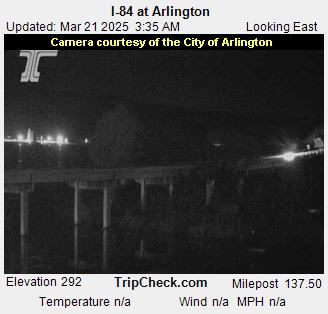 I-84 at Arlington
Updated: Mar 21 2025 3:35 AM Looking East
Camera courtesy of the City of Arlington
Elevation 292 TripCheck.com Milepost 137.50
Temperature n/a Wind n/a MPH n/a